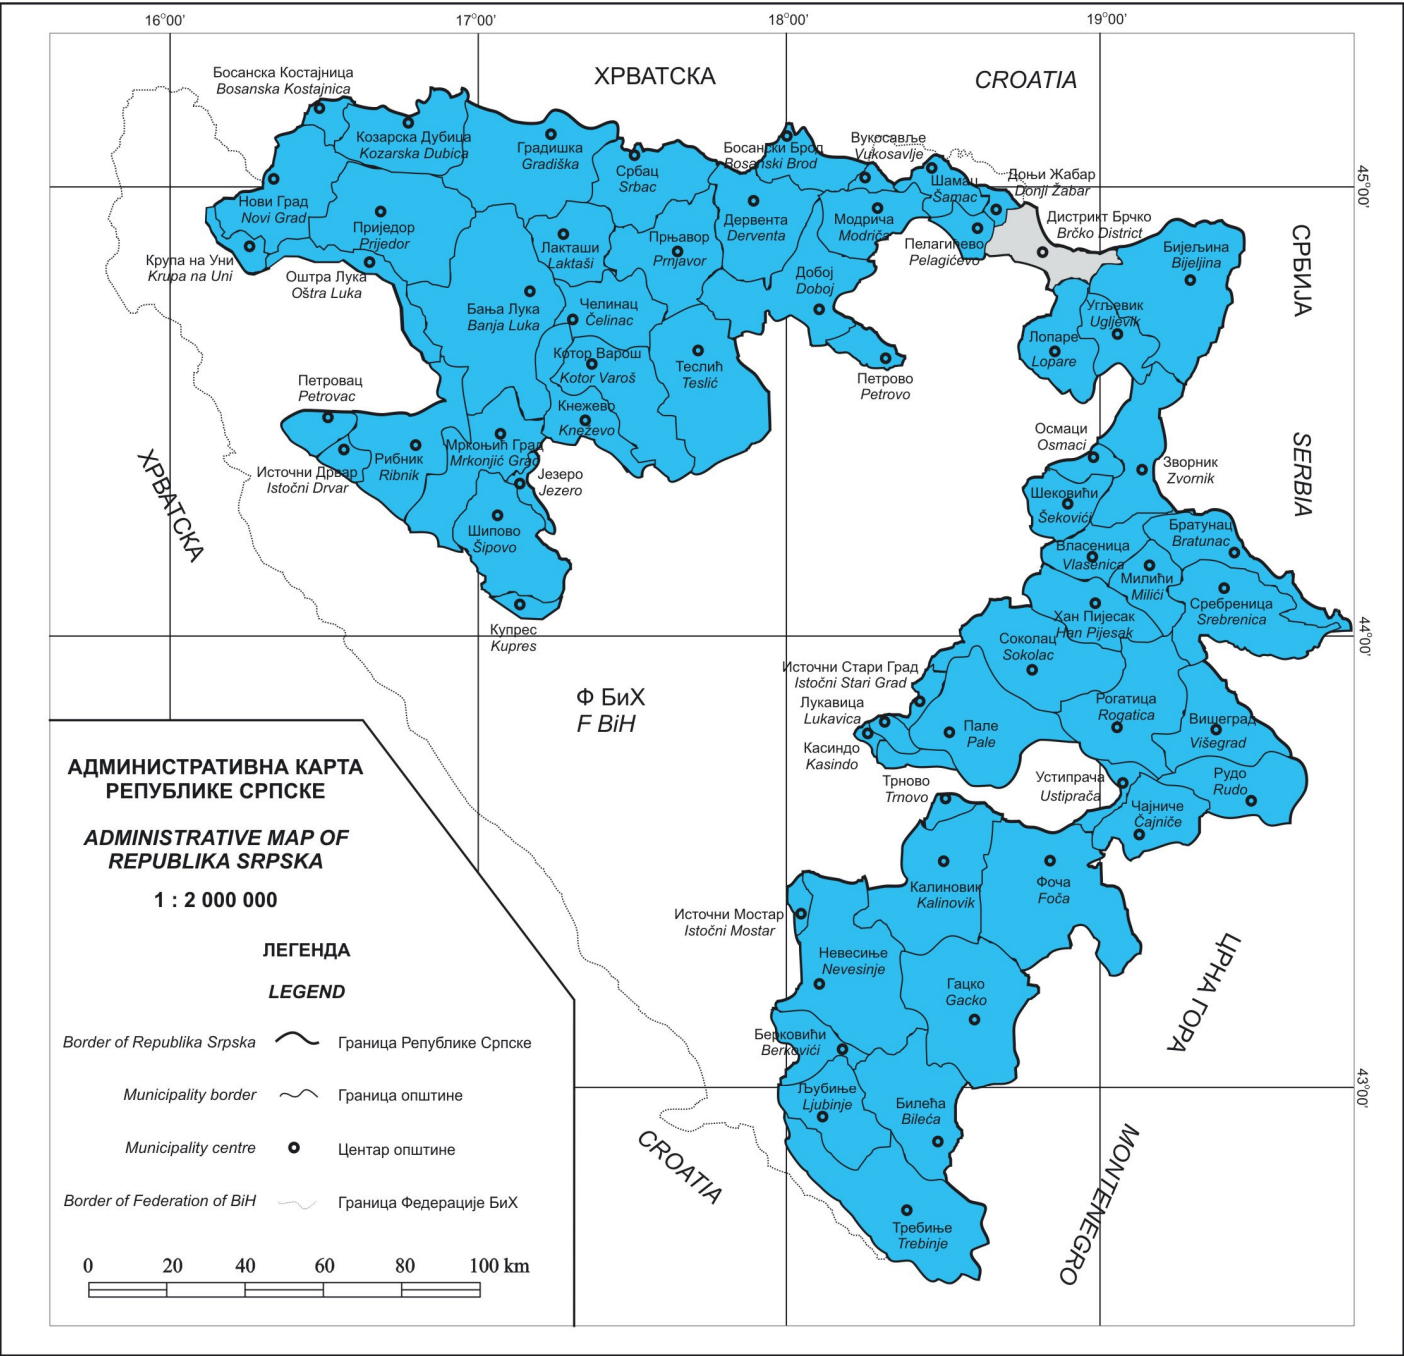 16°00'
17°00'
18°00'
19°00'
ХРВАТСКА
CROATIA
Босанска Костајница
Bosanska Kostajnica
Козарска Дубица
Kozarska Dubica
Градишка
Gradiška
Србац
Srbac
Босански Брод
Bosanski Brod
Вукосавље
Vukosavlje
Шамац
Šamac
Доњи Жабар
Donji Žabar
45°00'
Нови Град
Novi Grad
Приједор
Prijedor
Лакташи
Laktaši
Прњавор
Prnjavor
Дервента
Derventa
Модрича
Modriča
Пелагићево
Pelagićevo
Дистрикт Брчко
Brčko District
Бијељина
Bijeljina
СРБИЈА
Крупа на Уни
Krupa na Uni
Оштра Лука
Oštra Luka
Бања Лука
Banja Luka
Челинац
Čelinac
Добој
Doboj
Угљевик
Ugljevik
Лопаре
Lopare
Котор Варош
Kotor Varoš
Теслић
Teslić
Петрово
Petrovo
Петровац
Petrovac
Кнежево
Kneževo
Осмаци
Osmaci
SERBIA
Источни Дрвар
Istočni Drvar
Рибник
Ribnik
Мркоњић Град
Mrkonjić Grad
Језеро
Jezero
Зворник
Zvornik
ХРВАТСКА
Шековићи
Šekovići
Шипово
Šipovo
Братунац
Bratunac
Власеница
Vlasenica
Милићи
Milići
Сребреница
Srebrenica
Хан Пијесак
Han Pijesak
Купрес
Kupres
44°00'
Соколац
Sokolac
Источни Стари Град
Istočni Stari Grad
Ф БиХ
F BiH
Лукавица
Lukavica
Пале
Pale
Рогатица
Rogatica
Вишеград
Višegrad
Касиндо
Kasindo
Трново
Trnovo
Устипрача
Ustiprača
Рудо
Rudo
Чајниче
Čajniče
Калиновик
Kalinovik
Фоча
Foča
Источни Мостар
Istočni Mostar
Невесиње
Nevesinje
Гацко
Gacko
ЦРНА ГОРА
Берковићи
Berkovići
43°00'
Љубиње
Ljubinje
Билећа
Bileća
CROATIA
MONTENEGRO
Требиње
Trebinje
АДМИНИСТРАТИВНА КАРТА
РЕПУБЛИКЕ СРПСКЕ
ADMINISTRATIVE MAP OF
REPUBLIKA SRPSKA
1 : 2 000 000
ЛЕГЕНДА
LEGEND
Border of Republika Srpska Граница Републике Српске
Municipality border Граница општине
Municipality centre Центар општине
Border of Federation of BiH Граница Федерације БиХ
0 20 40 60 80 100 km